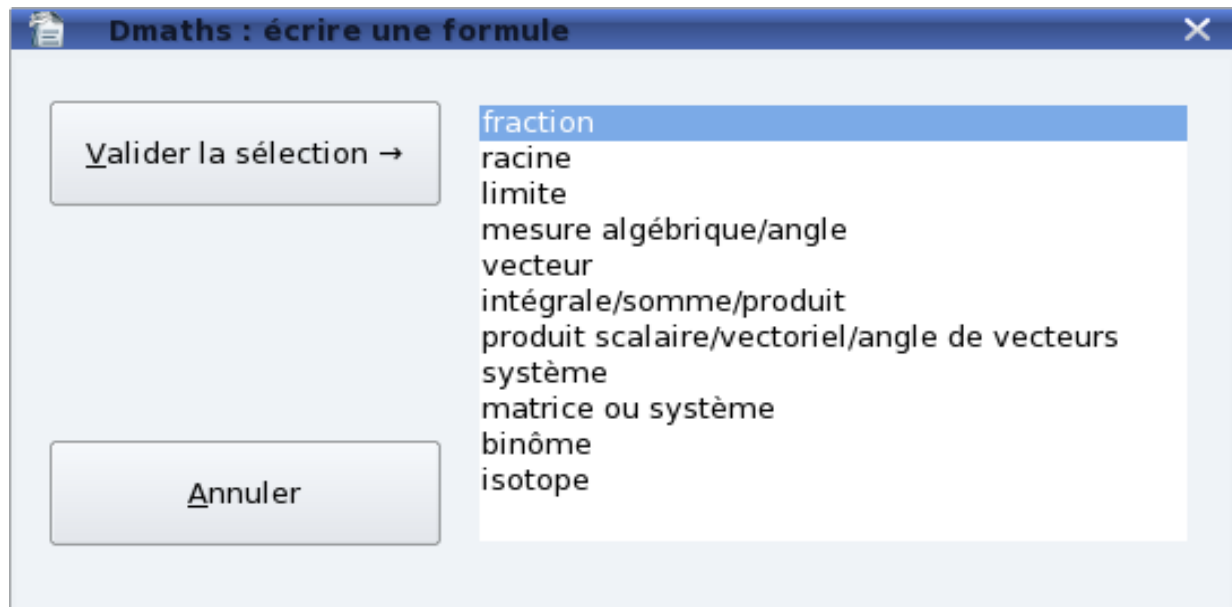 Dmaths : écrire une formule
Valider la sélection →
fraction
racine
limite
mesure algébrique/angle
vecteur
intégrale/somme/produit
produit scalaire/vectoriel/angle de vecteurs
système
matrice ou système
binôme
isotope
Annuler